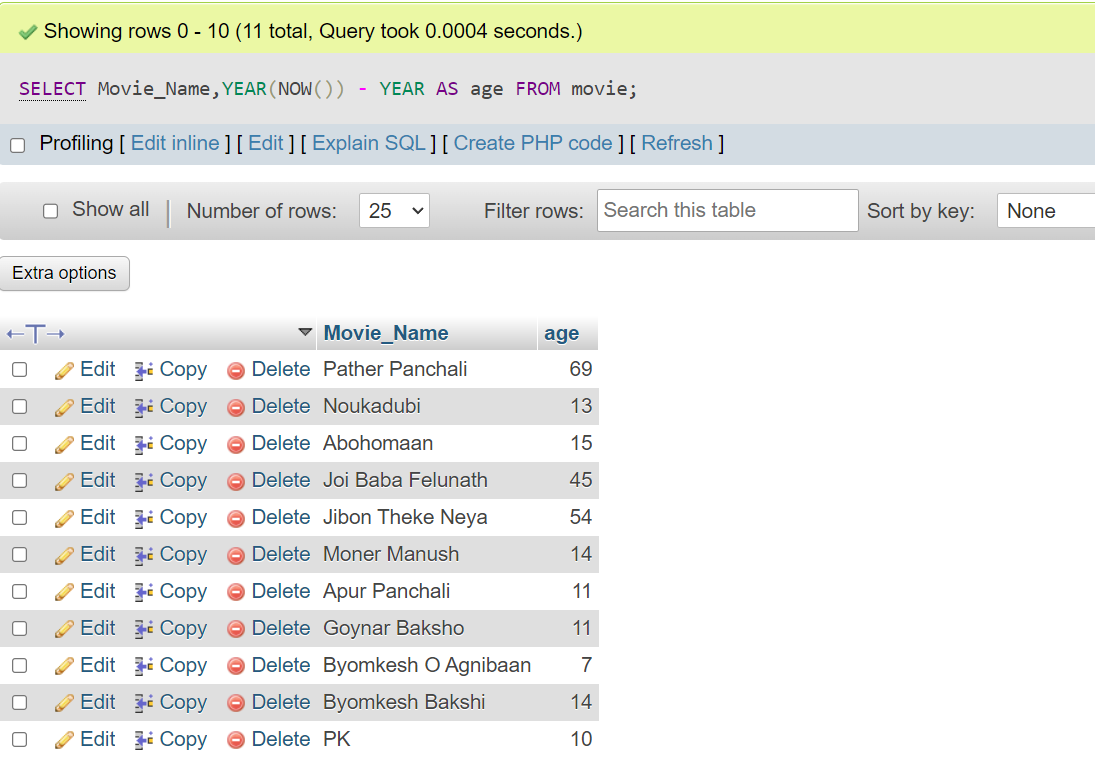 Showing rows 0 - 10 (11 total, Query took 0.0004 seconds.)
SELECT Movie_Name,YEAR(NOW()) - YEAR AS age FROM movie;
Profiling [ Edit inline ] [ Edit ] [ Explain SQL ] [ Create PHP code ] [ Refresh ]
Show all | Number of rows: 25 Filter rows: Search this table Sort by key: None
Extra options
←T→ Movie_Name age
Edit Copy Delete Pather Panchali 69
Edit Copy Delete Noukadubi 13
Edit Copy Delete Abohomaan 15
Edit Copy Delete Joi Baba Felunath 45
Edit Copy Delete Jibon Theke Neya 54
Edit Copy Delete Moner Manush 14
Edit Copy Delete Apur Panchali 11
Edit Copy Delete Goynar Baksho 11
Edit Copy Delete Byomkesh O Agnibaan 7
Edit Copy Delete Byomkesh Bakshi 14
Edit Copy Delete PK 10